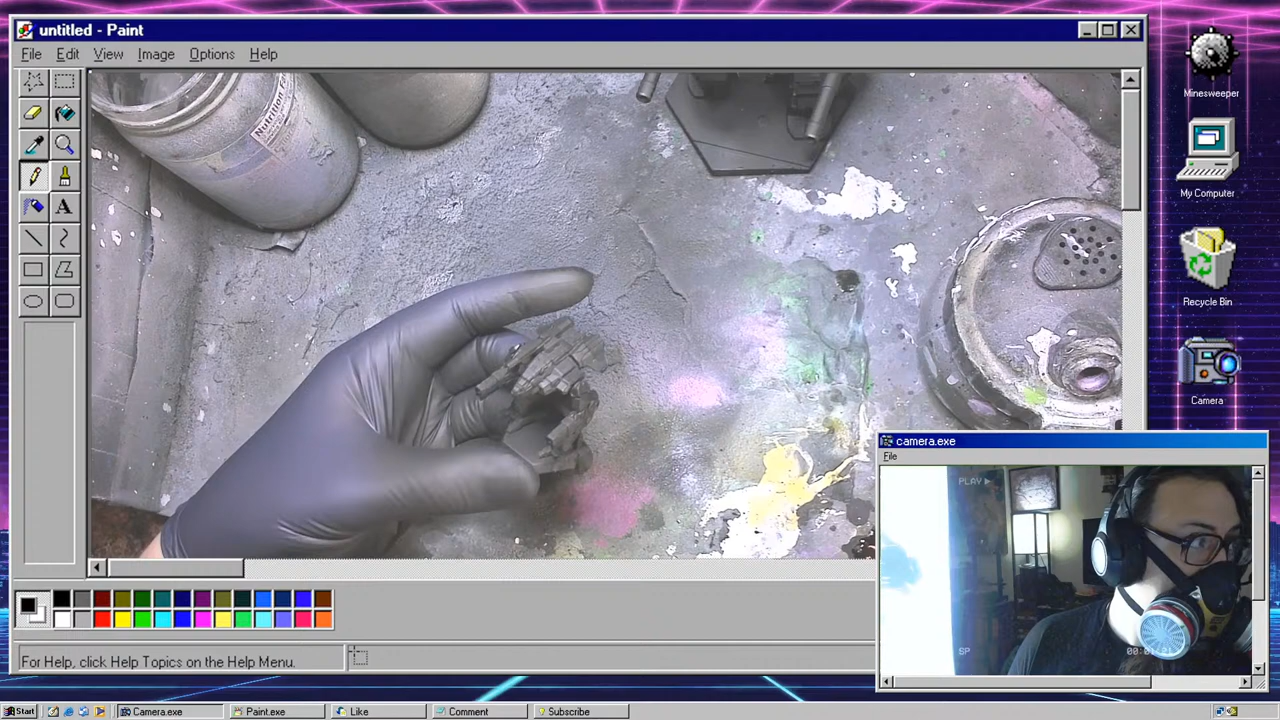 untitled - Paint
File Edit View Image Options Help
Nutrition F
Minesweeper
My Computer
Recycle Bin
Camera
camera.exe
File
PLAY
SP
For Help, click Help Topics on the Help Menu.
Start Camera.exe Paint.exe Like Comment Subscribe